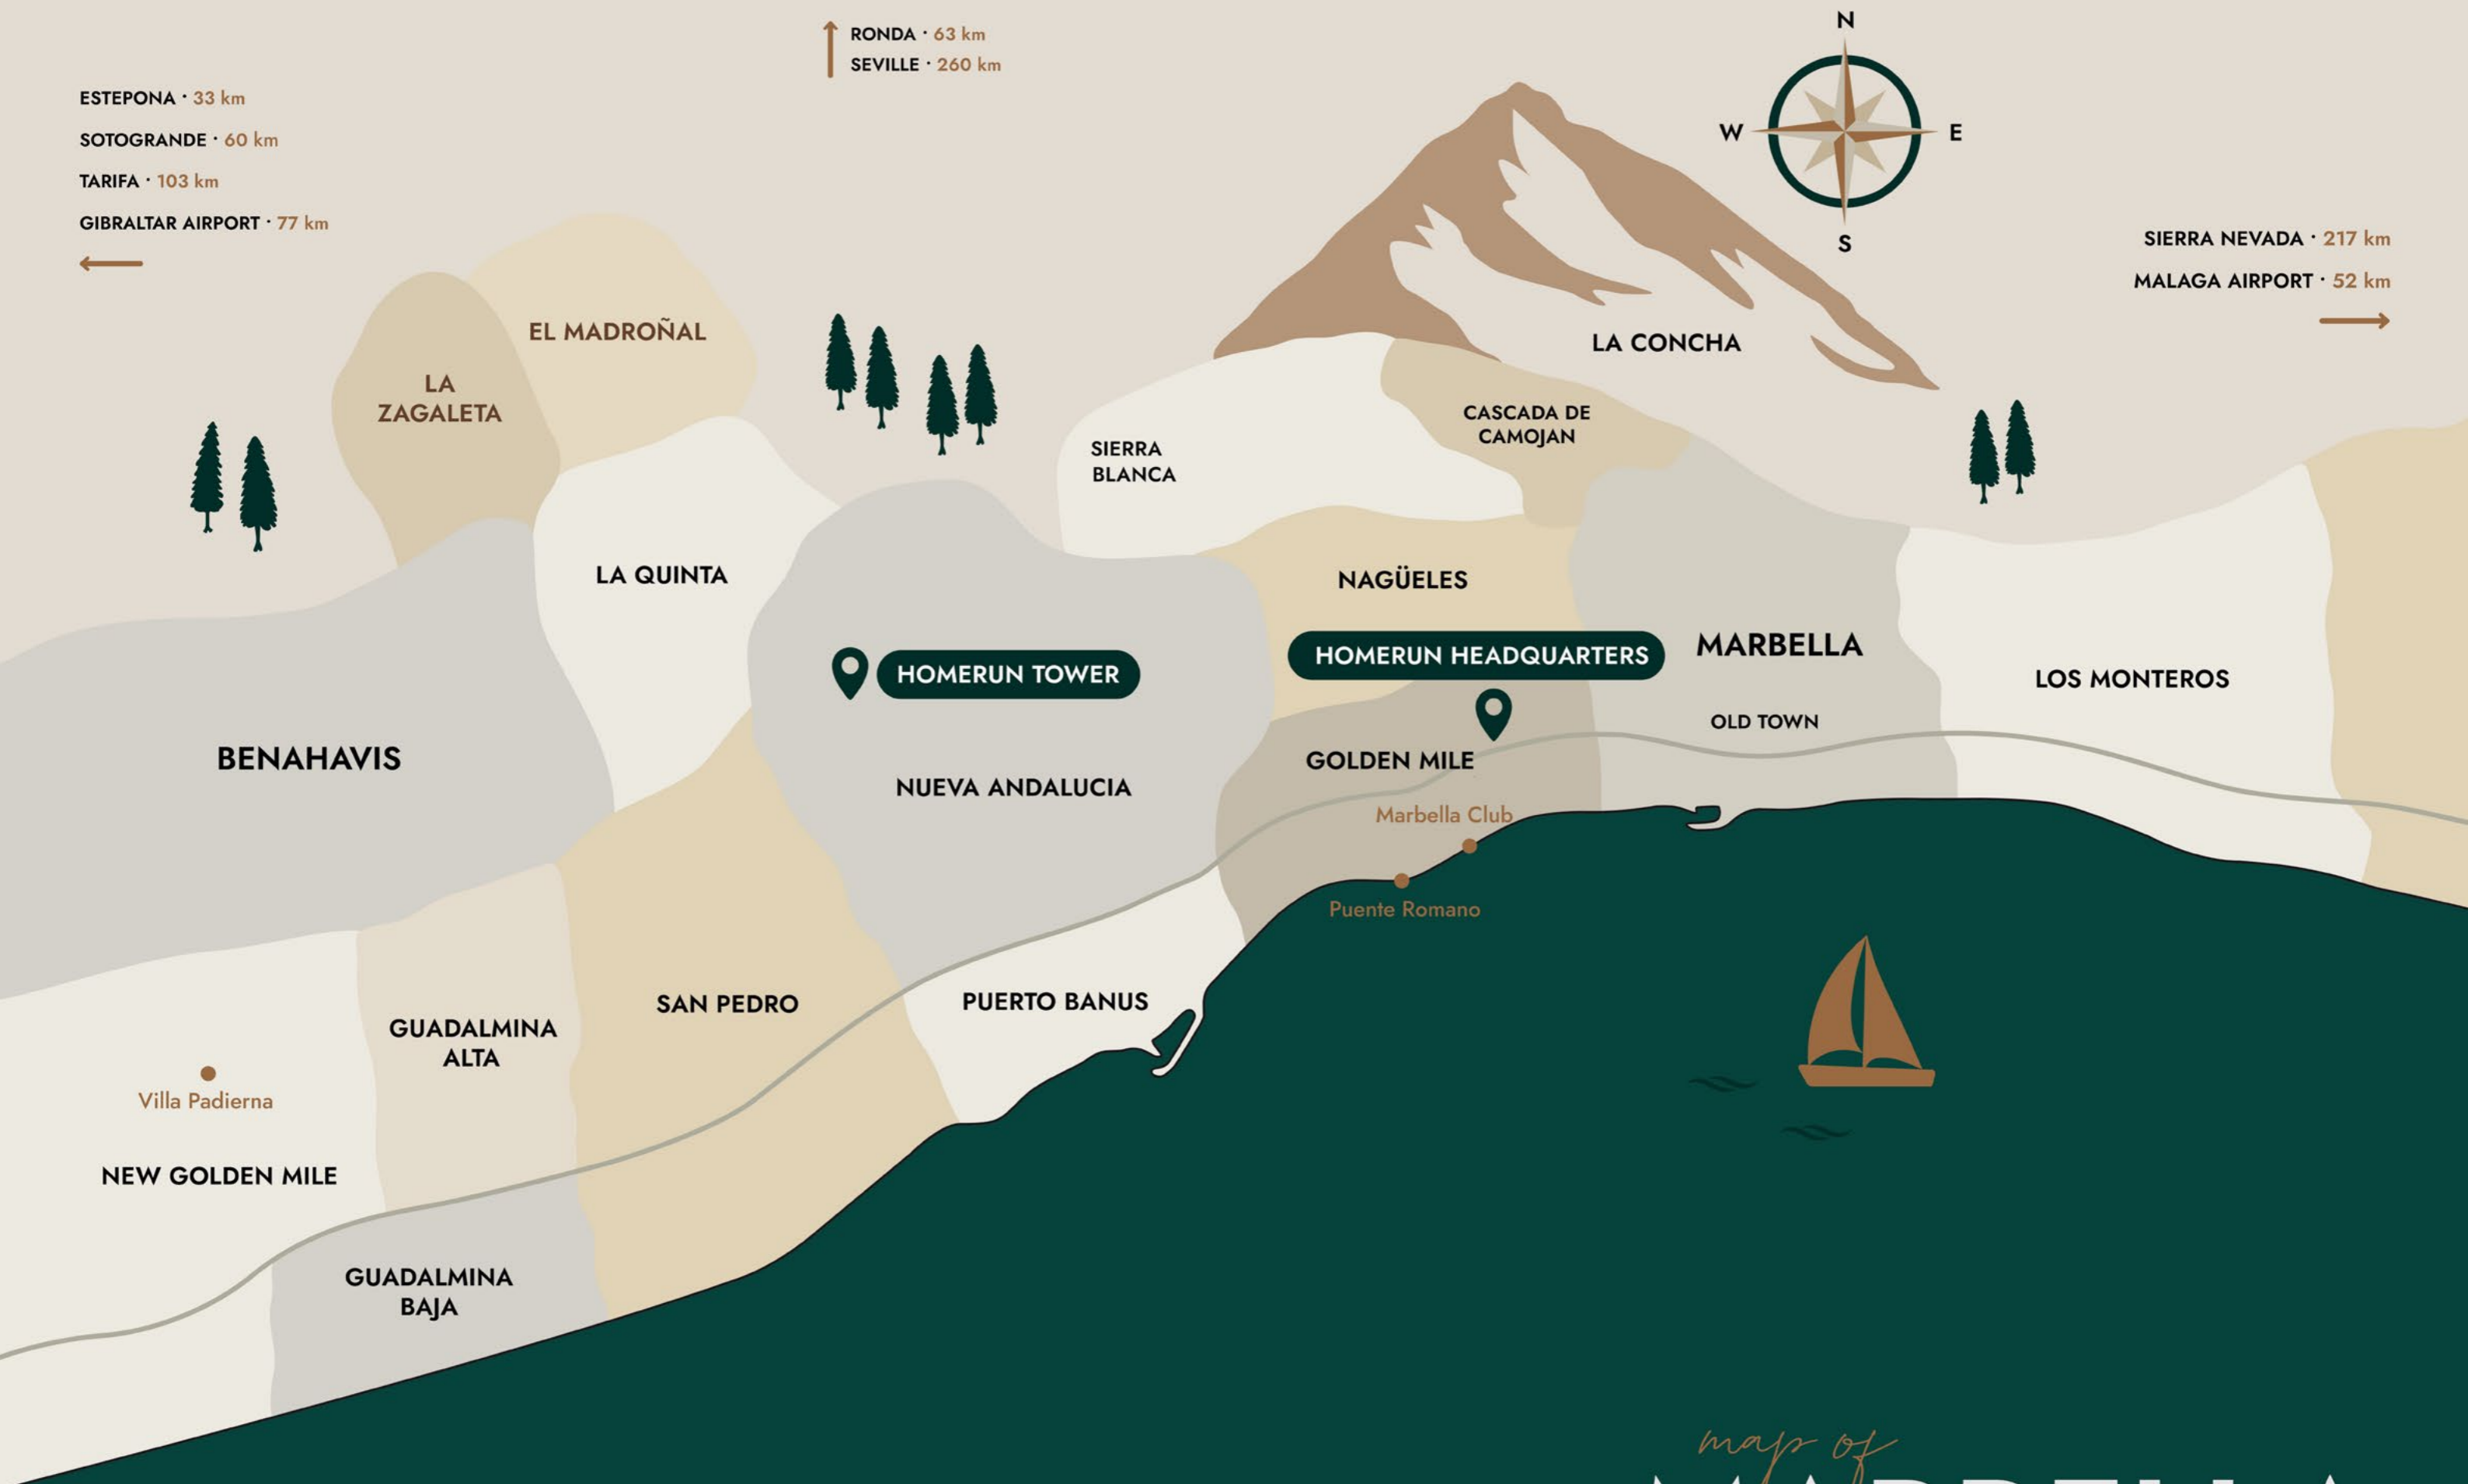 N
RONDA · 63 km
SEVILLE · 260 km
ESTEPONA · 33 km
SOTOGRANDE · 60 km
TARIFA · 103 km
GIBRALTAR AIRPORT · 77 km
W
E
S
SIERRA NEVADA · 217 km
MALAGA AIRPORT · 52 km
EL MADROÑAL
LA
ZAGALETA
LA CONCHA
CASCADA DE
CAMOJAN
SIERRA
BLANCA
LA QUINTA
NAGÜELES
HOMERUN TOWER
HOMERUN HEADQUARTERS
MARBELLA
LOS MONTEROS
OLD TOWN
BENAHAVIS
NUEVA ANDALUCIA
GOLDEN MILE
Marbella Club
Puente Romano
SAN PEDRO
PUERTO BANUS
GUADALMINA
ALTA
Villa Padierna
NEW GOLDEN MILE
GUADALMINA
BAJA
map of